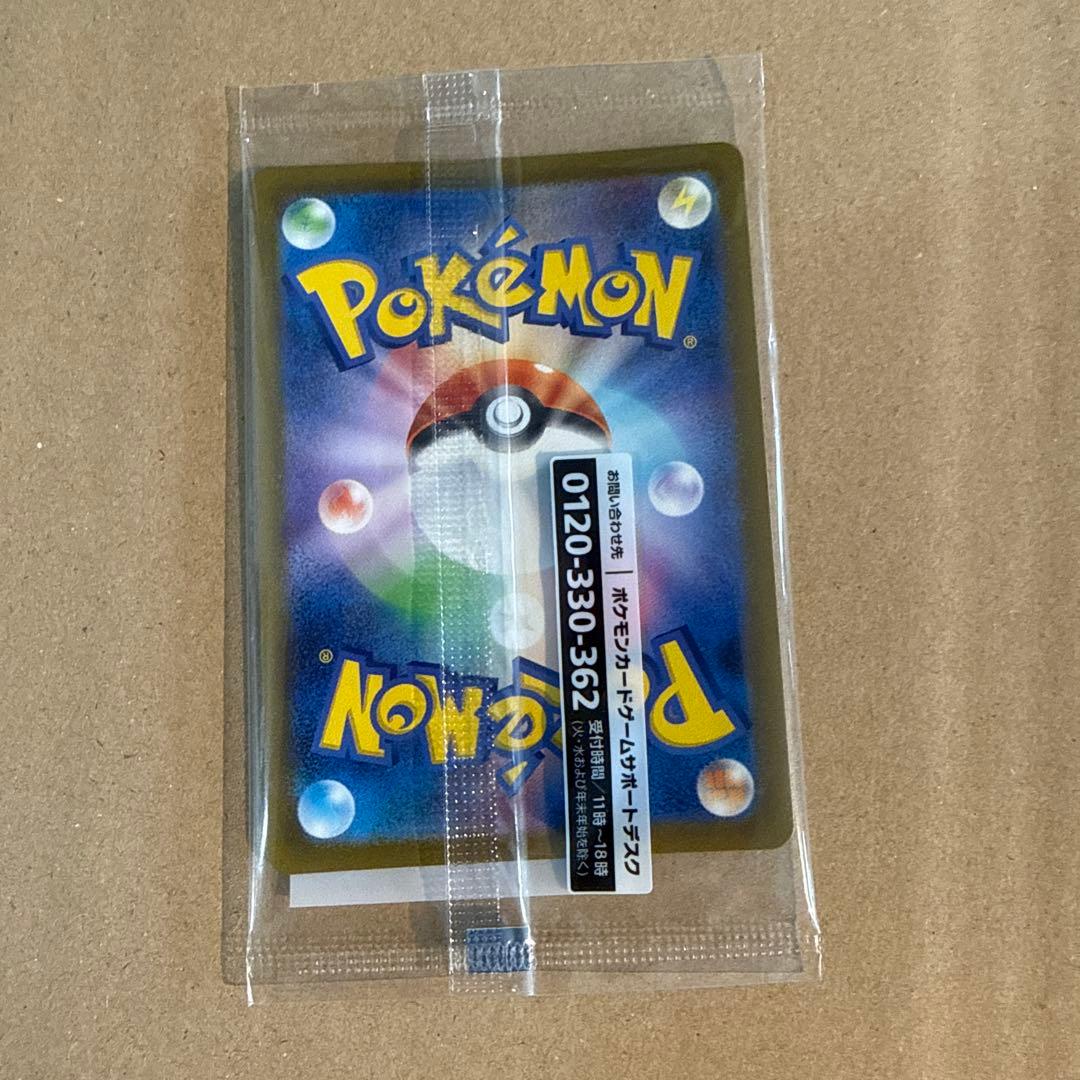 POKéMON
®
お問い合わせ先 | ポケモンカードゲームサポートデスク
0120-330-362 受付時間/11時~18時
(火・水および年末年始を除く)
POKéMON
®